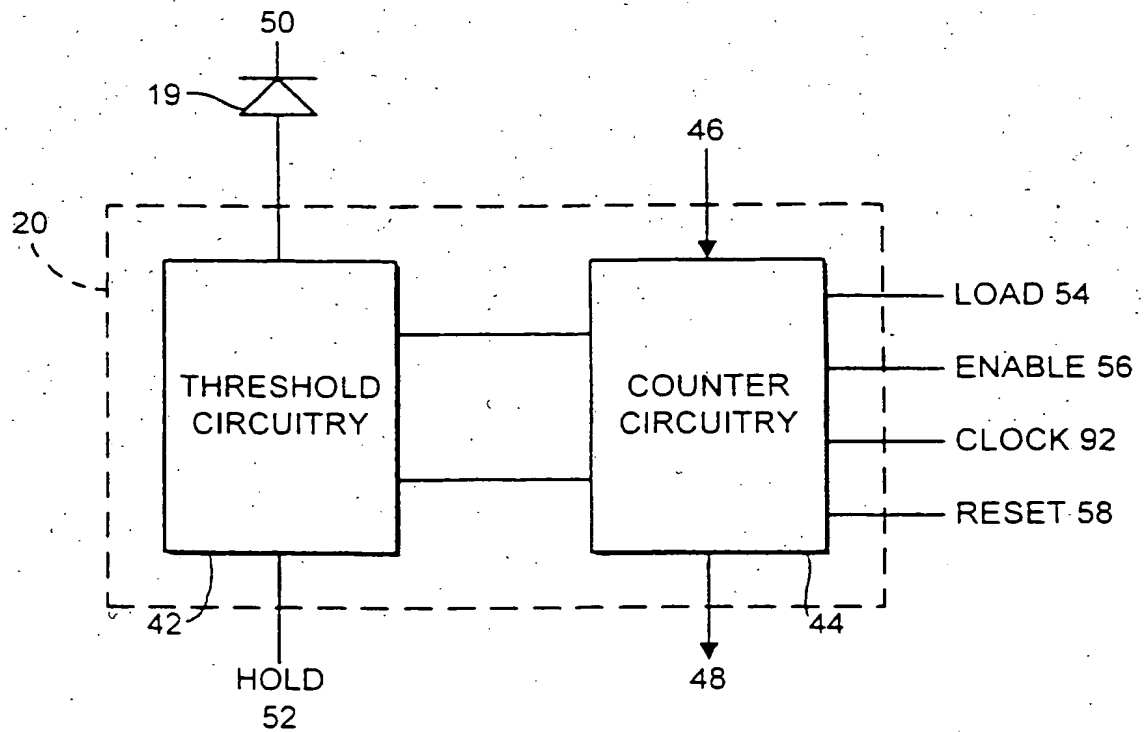 50
19
46
20
LOAD 54
ENABLE 56
CLOCK 92
RESET 58
THRESHOLD
CIRCUITRY
COUNTER
CIRCUITRY
42
44
HOLD
52
48